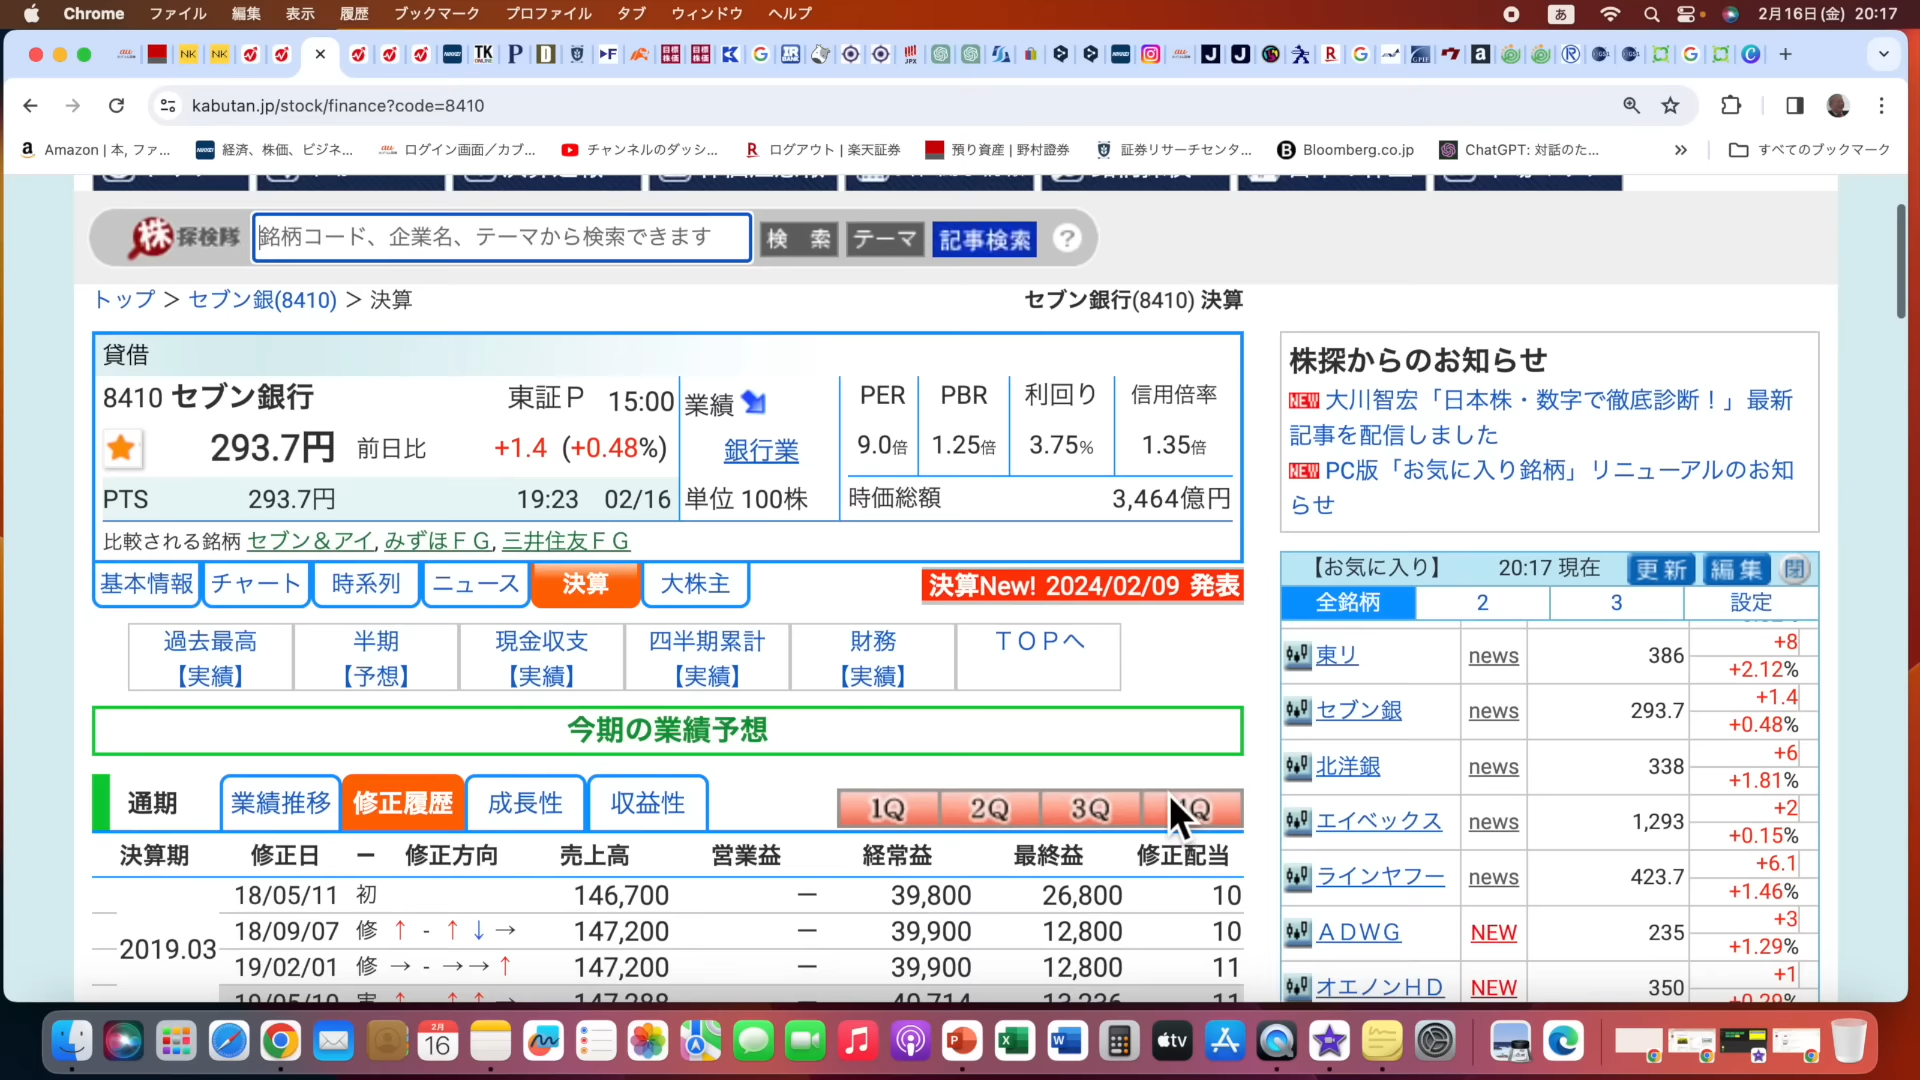 Chrome ファイル 編集 表示 履歴 ブックマーク プロファイル タブ ウィンドウ ヘルプ あ 2月16日(金) 20:17
kabutan.jp/stock/finance?code=8410
Amazon | 本, ファ... 経済、株価、ビジネ... ログイン画面／カブ... チャンネルのダッシ... ログアウト | 楽天証券 預り資産 | 野村證券 証券リサーチセンタ... Bloomberg.co.jp ChatGPT: 対話のた... » すべてのブックマーク
株 探検隊 銘柄コード、企業名、テーマから検索できます 検 索 テーマ 記事検索 ?
トップ > セブン銀(8410) > 決算 セブン銀行(8410) 決算
貸借
8410 セブン銀行 東証Ｐ 15:00 業績 PER PBR 利回り 信用倍率
293.7円 前日比 +1.4 (+0.48%) 銀行業 9.0倍 1.25倍 3.75% 1.35倍
PTS 293.7円 19:23 02/16 単位 100株 時価総額 3,464億円
比較される銘柄 セブン＆アイ, みずほＦＧ, 三井住友ＦＧ
基本情報 チャート 時系列 ニュース 決算 大株主 決算New! 2024/02/09 発表
過去最高 半期 現金収支 四半期累計 財務 ＴＯＰへ
【実績】 【予想】 【実績】 【実績】 【実績】
今期の業績予想
通期 業績推移 修正履歴 成長性 収益性 1Q 2Q 3Q 4Q
決算期 修正日 － 修正方向 売上高 営業益 経常益 最終益 修正配当
18/05/11 初 146,700 － 39,800 26,800 10
18/09/07 修 ↑ - ↑ ↓ → 147,200 － 39,900 12,800 10
2019.03
19/02/01 修 → - → → ↑ 147,200 － 39,900 12,800 11
19/05/10 実 ↑ ↑ ↑ → 147,288 － 40,714 13,236 11
株探からのお知らせ
NEW 大川智宏「日本株・数字で徹底診断！」最新
記事を配信しました
NEW PC版「お気に入り銘柄」リニューアルのお知
らせ
【お気に入り】 20:17 現在 更新 編集 閉
全銘柄 2 3 設定
東リ news 386 +8 +2.12%
セブン銀 news 293.7 +1.4 +0.48%
北洋銀 news 338 +6 +1.81%
エイベックス news 1,293 +2 +0.15%
ラインヤフー news 423.7 +6.1 +1.46%
ＡＤＷＧ NEW 235 +3 +1.29%
オエノンＨＤ NEW 350 +1 +0.29%
2月
16
tv